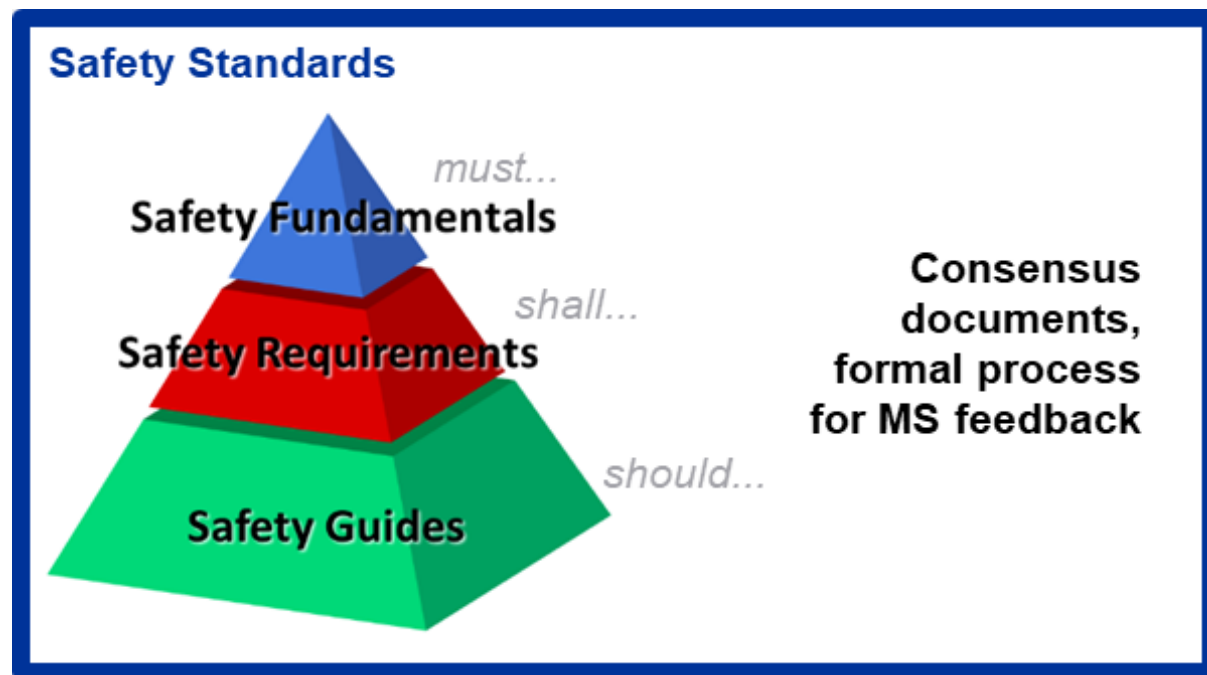 Safety Standards
must...
Safety Fundamentals
shall...
Safety Requirements
should...
Safety Guides
Consensus
documents,
formal process
for MS feedback